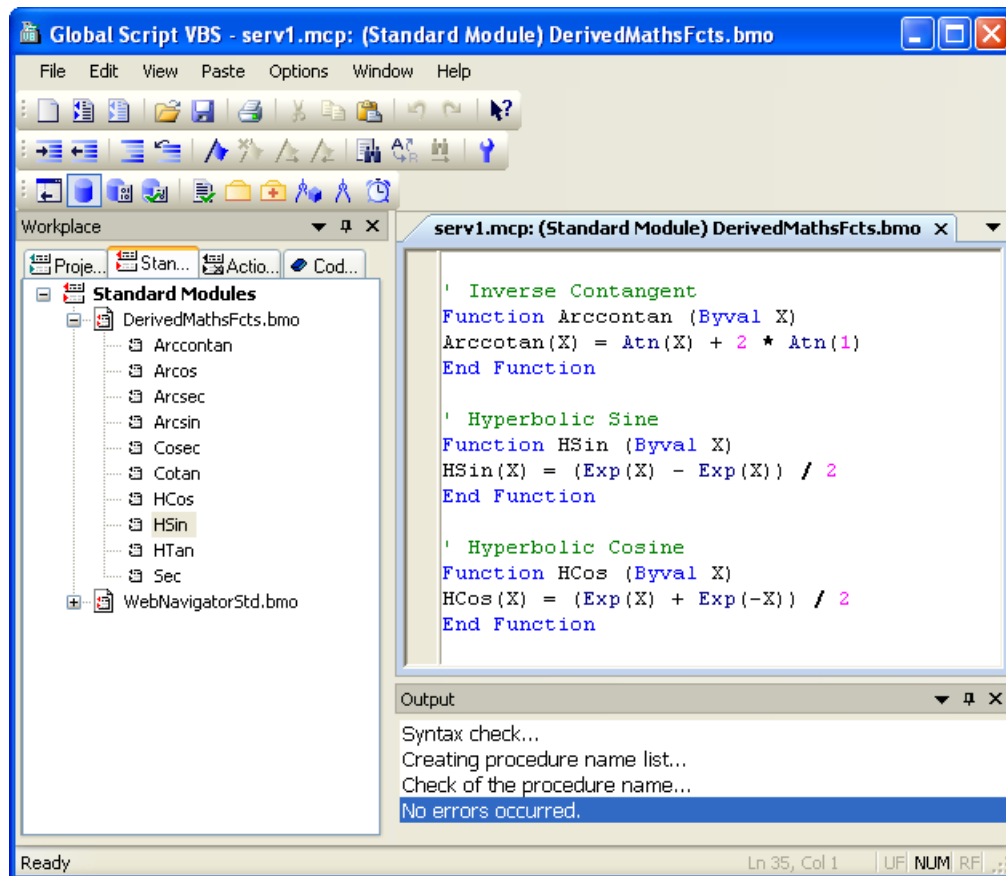 Global Script VBS - serv1.mcp: (Standard Module) DerivedMathsFcts.bmo
File Edit View Paste Options Window Help
Workplace
Proje... Stan... Actio... Cod...
Standard Modules
DerivedMathsFcts.bmo
Arccontan
Arcos
Arcsec
Arcsin
Cosec
Cotan
HCos
HSin
HTan
Sec
WebNavigatorStd.bmo
serv1.mcp: (Standard Module) DerivedMathsFcts.bmo
' Inverse Contangent
Function Arccontan (Byval X)
Arccotan(X) = Atn(X) + 2 * Atn(1)
End Function
' Hyperbolic Sine
Function HSin (Byval X)
HSin(X) = (Exp(X) - Exp(X)) / 2
End Function
' Hyperbolic Cosine
Function HCos (Byval X)
HCos(X) = (Exp(X) + Exp(-X)) / 2
End Function
Output
Syntax check...
Creating procedure name list...
Check of the procedure name...
No errors occurred.
Ready
Ln 35, Col 1 UF NUM RF